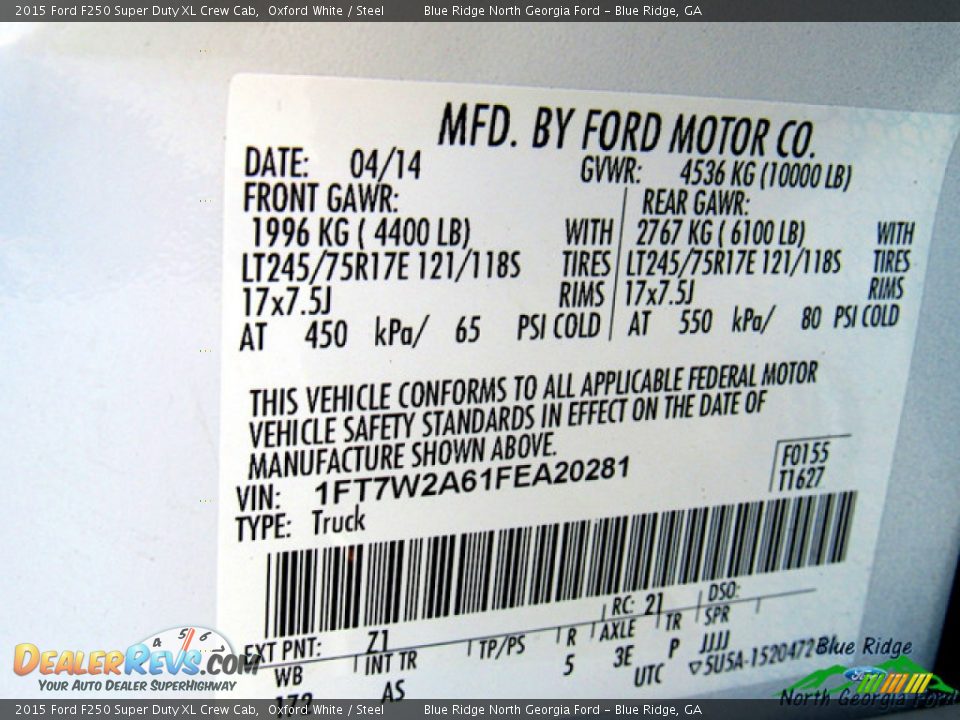 2015 Ford F250 Super Duty XL Crew Cab, Oxford White / Steel Blue Ridge North Georgia Ford - Blue Ridge, GA
MFD. BY FORD MOTOR CO.
DATE: 04/14 GVWR: 4536 KG (10000 LB)
FRONT GAWR: REAR GAWR:
1996 KG ( 4400 LB) WITH 2767 KG ( 6100 LB) WITH
LT245/75R17E 121/118S TIRES LT245/75R17E 121/118S TIRES
17x7.5J RIMS 17x7.5J RIMS
AT 450 kPa/ 65 PSI COLD AT 550 kPa/ 80 PSI COLD
THIS VEHICLE CONFORMS TO ALL APPLICABLE FEDERAL MOTOR
VEHICLE SAFETY STANDARDS IN EFFECT ON THE DATE OF
MANUFACTURE SHOWN ABOVE.
VIN: 1FT7W2A61FEA20281
F0155
T1627
TYPE: Truck
EXT PNT: Z1 RC: 21 DSO:
WB INT TR TP/PS R AXLE TR SPR
172 AS 5 3E P JJJJ
UTC ▽5U5A-1520472
DEALERREVS.COM
YOUR AUTO DEALER SUPERHIGHWAY
4 5 6
Blue Ridge
Ford
North Georgia Ford
2015 Ford F250 Super Duty XL Crew Cab, Oxford White / Steel Blue Ridge North Georgia Ford - Blue Ridge, GA